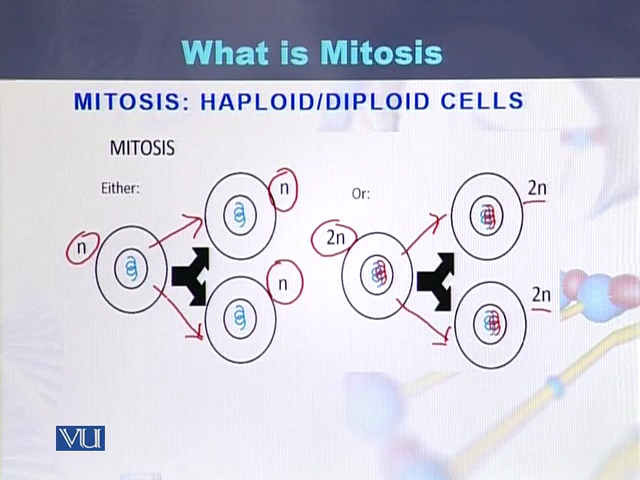 What is Mitosis
MITOSIS: HAPLOID/DIPLOID CELLS
MITOSIS
Either:
n
n
n
Or:
2n
2n
2n
VU